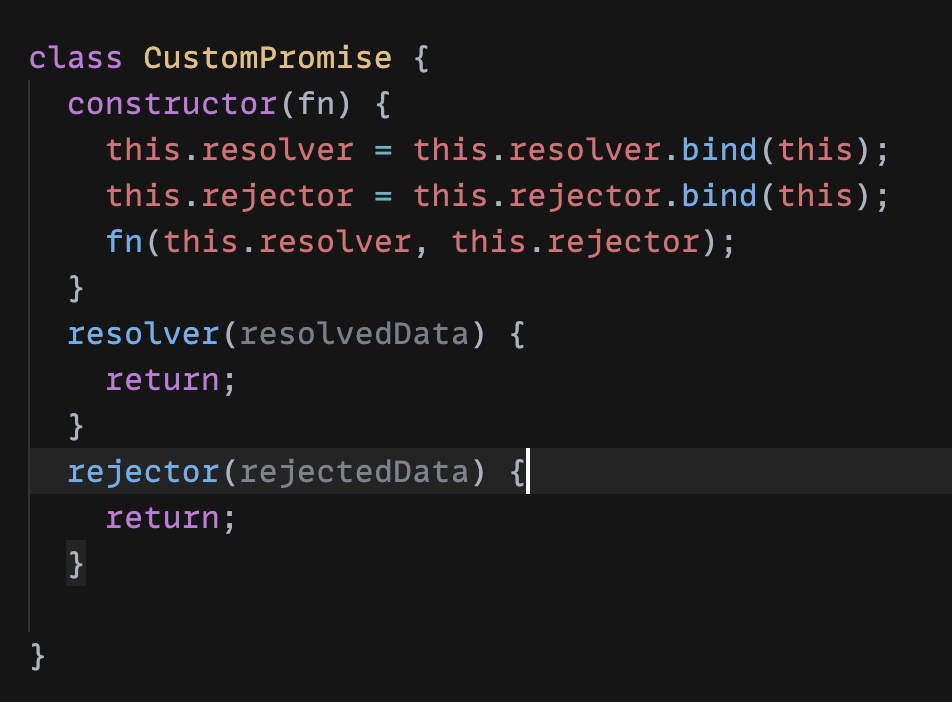 class CustomPromise {
  constructor(fn) {
    this.resolver = this.resolver.bind(this);
    this.rejector = this.rejector.bind(this);
    fn(this.resolver, this.rejector);
  }
  resolver(resolvedData) {
    return;
  }
  rejector(rejectedData) {
    return;
  }
}